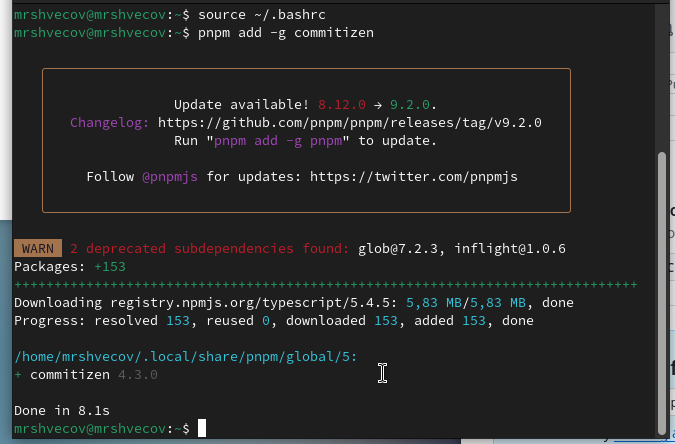 mrshvecov@mrshvecov:~$ source ~/.bashrc
mrshvecov@mrshvecov:~$ pnpm add -g commitizen
Update available! 8.12.0 → 9.2.0.
Changelog: https://github.com/pnpm/pnpm/releases/tag/v9.2.0
Run "pnpm add -g pnpm" to update.
Follow @pnpmjs for updates: https://twitter.com/pnpmjs
WARN 2 deprecated subdependencies found: glob@7.2.3, inflight@1.0.6
Packages: +153
+++++++++++++++++++++++++++++++++++++++++++++++++++++++++++++++++++++++
Downloading registry.npmjs.org/typescript/5.4.5: 5,83 MB/5,83 MB, done
Progress: resolved 153, reused 0, downloaded 153, added 153, done
/home/mrshvecov/.local/share/pnpm/global/5:
+ commitizen 4.3.0
Done in 8.1s
mrshvecov@mrshvecov:~$